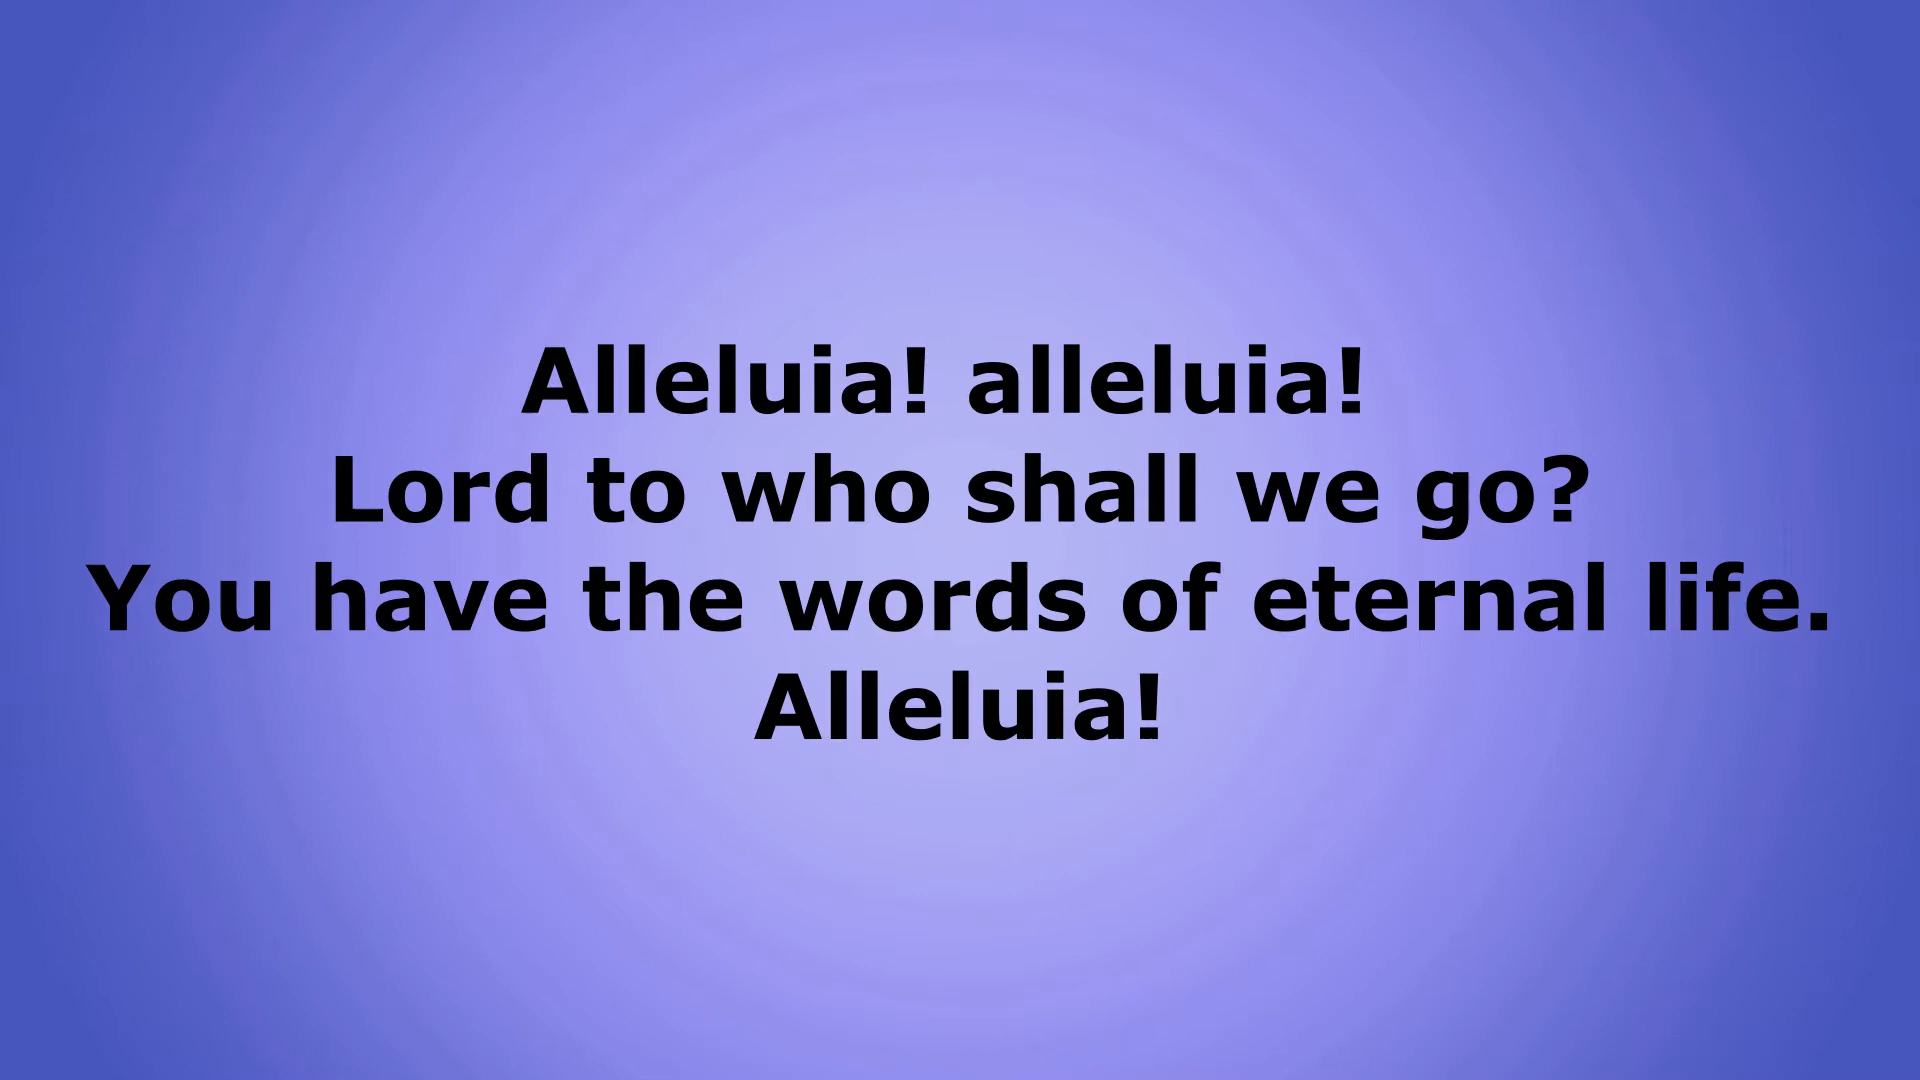 Alleluia! alleluia!
Lord to who shall we go?
You have the words of eternal life.
Alleluia!